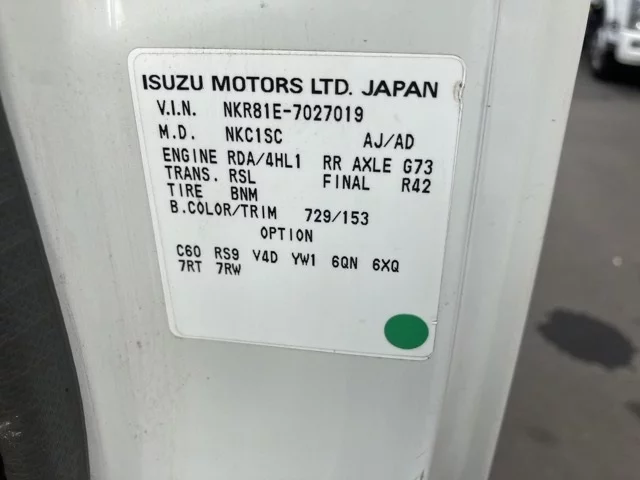 ISUZU MOTORS LTD. JAPAN
V.I.N. NKR81E-7027019
M.D. NKC1SC AJ/AD
ENGINE RDA/4HL1 RR AXLE G73
TRANS. RSL FINAL R42
TIRE BNM
B.COLOR/TRIM 729/153
OPTION
C60 RS9 V4D YW1 6QN 6XQ
7RT 7RW